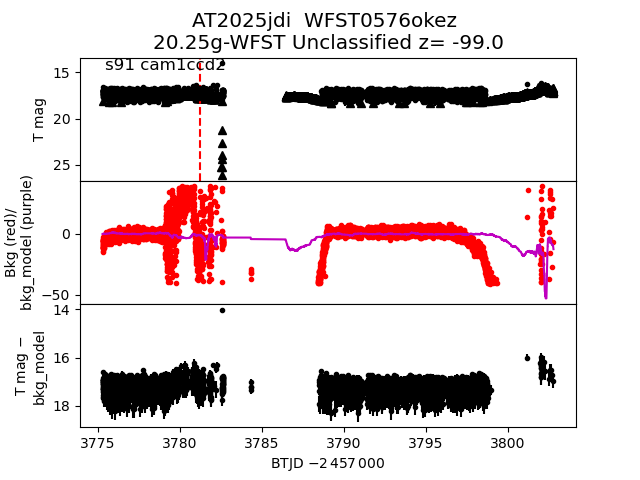 AT2025jdi  WFST0576okez
20.25g-WFST Unclassified z= -99.0
s91 cam1ccd2
15
20
25
T mag
0
−50
Bkg (red)/
bkg_model (purple)
14
16
18
T mag −
bkg_model
3775 3780 3785 3790 3795 3800
BTJD −2 457 000